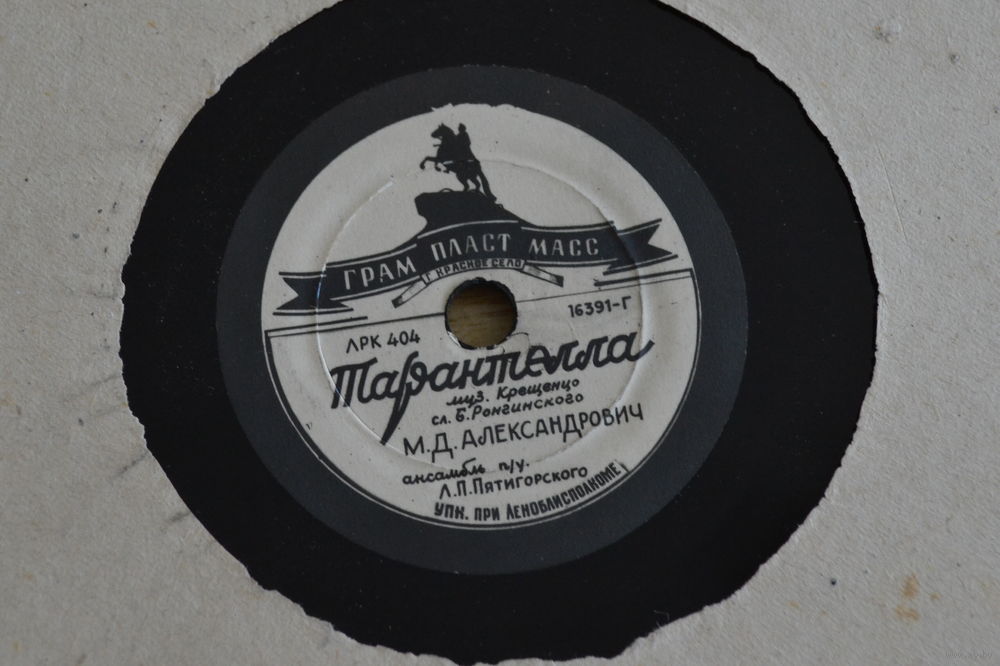 ГРАМ ПЛАСТ МАСС
Г. КРАСНОЕ СЕЛО
ЛРК 404
16391-Г
Тарантелла
муз. Крещенцо
сл. Б. Ронгинского
М.Д. АЛЕКСАНДРОВИЧ
ансамбль п/у.
Л.П. Пятигорского
УПК. ПРИ ЛЕНОБЛИСПОЛКОМЕ